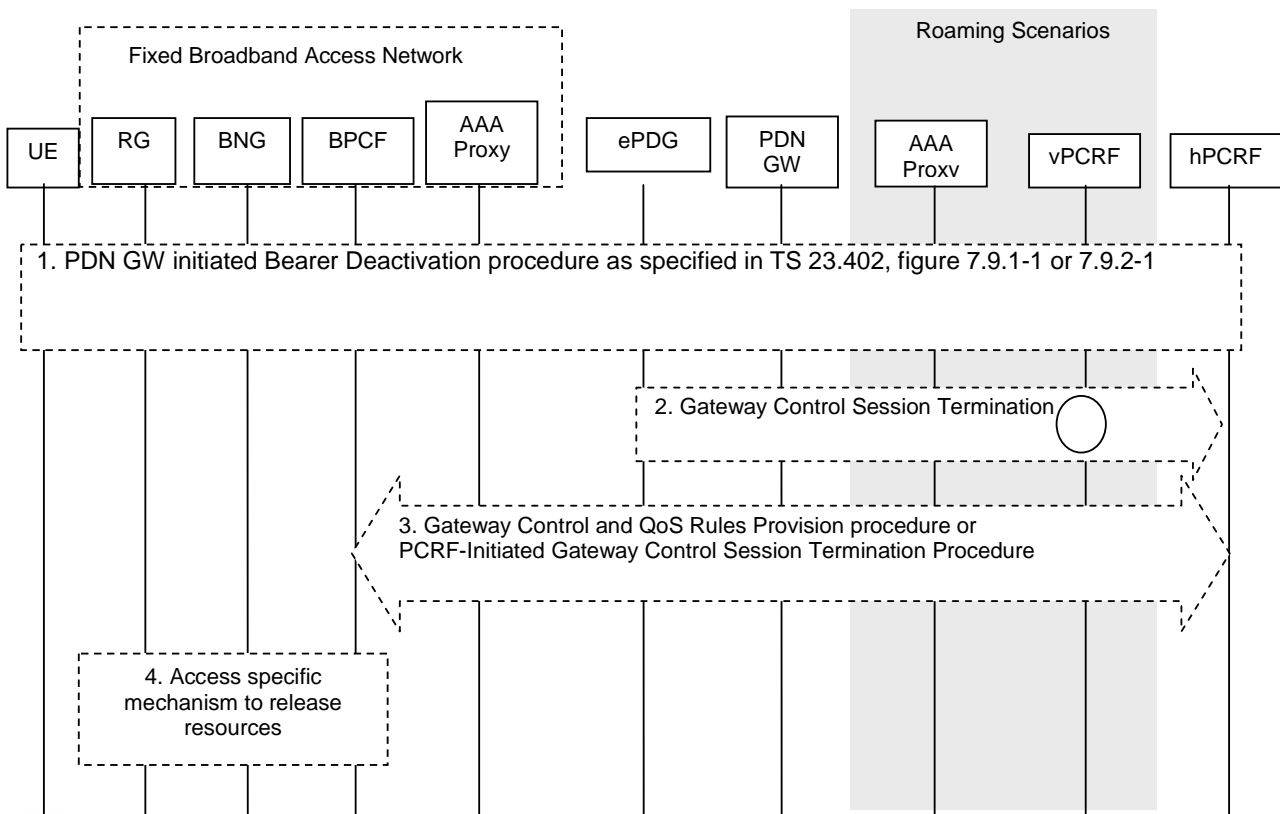 Roaming Scenarios
Fixed Broadband Access Network
UE
RG
BNG
BPCF
AAA
Proxy
ePDG
PDN
GW
AAA
Proxv
vPCRF
hPCRF
1. PDN GW initiated Bearer Deactivation procedure as specified in TS 23.402, figure 7.9.1-1 or 7.9.2-1
2. Gateway Control Session Termination
3. Gateway Control and QoS Rules Provision procedure or
PCRF-Initiated Gateway Control Session Termination Procedure
4. Access specific
mechanism to release
resources